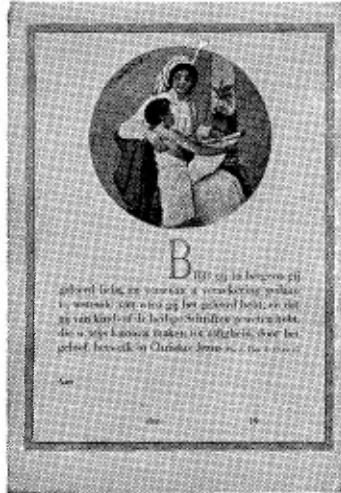 BLijf gij in hetgeen gij
geleerd hebt, en waarvan u verzekering gedaan
is, wetende van wien gij het geleerd hebt; en dat
gij van kind af de heilige Schriften geweten hebt,
die u wijs kunnen maken tot zaligheid, door het
geloof, hetwelk in Christus Jezus is.
Aan
door
19